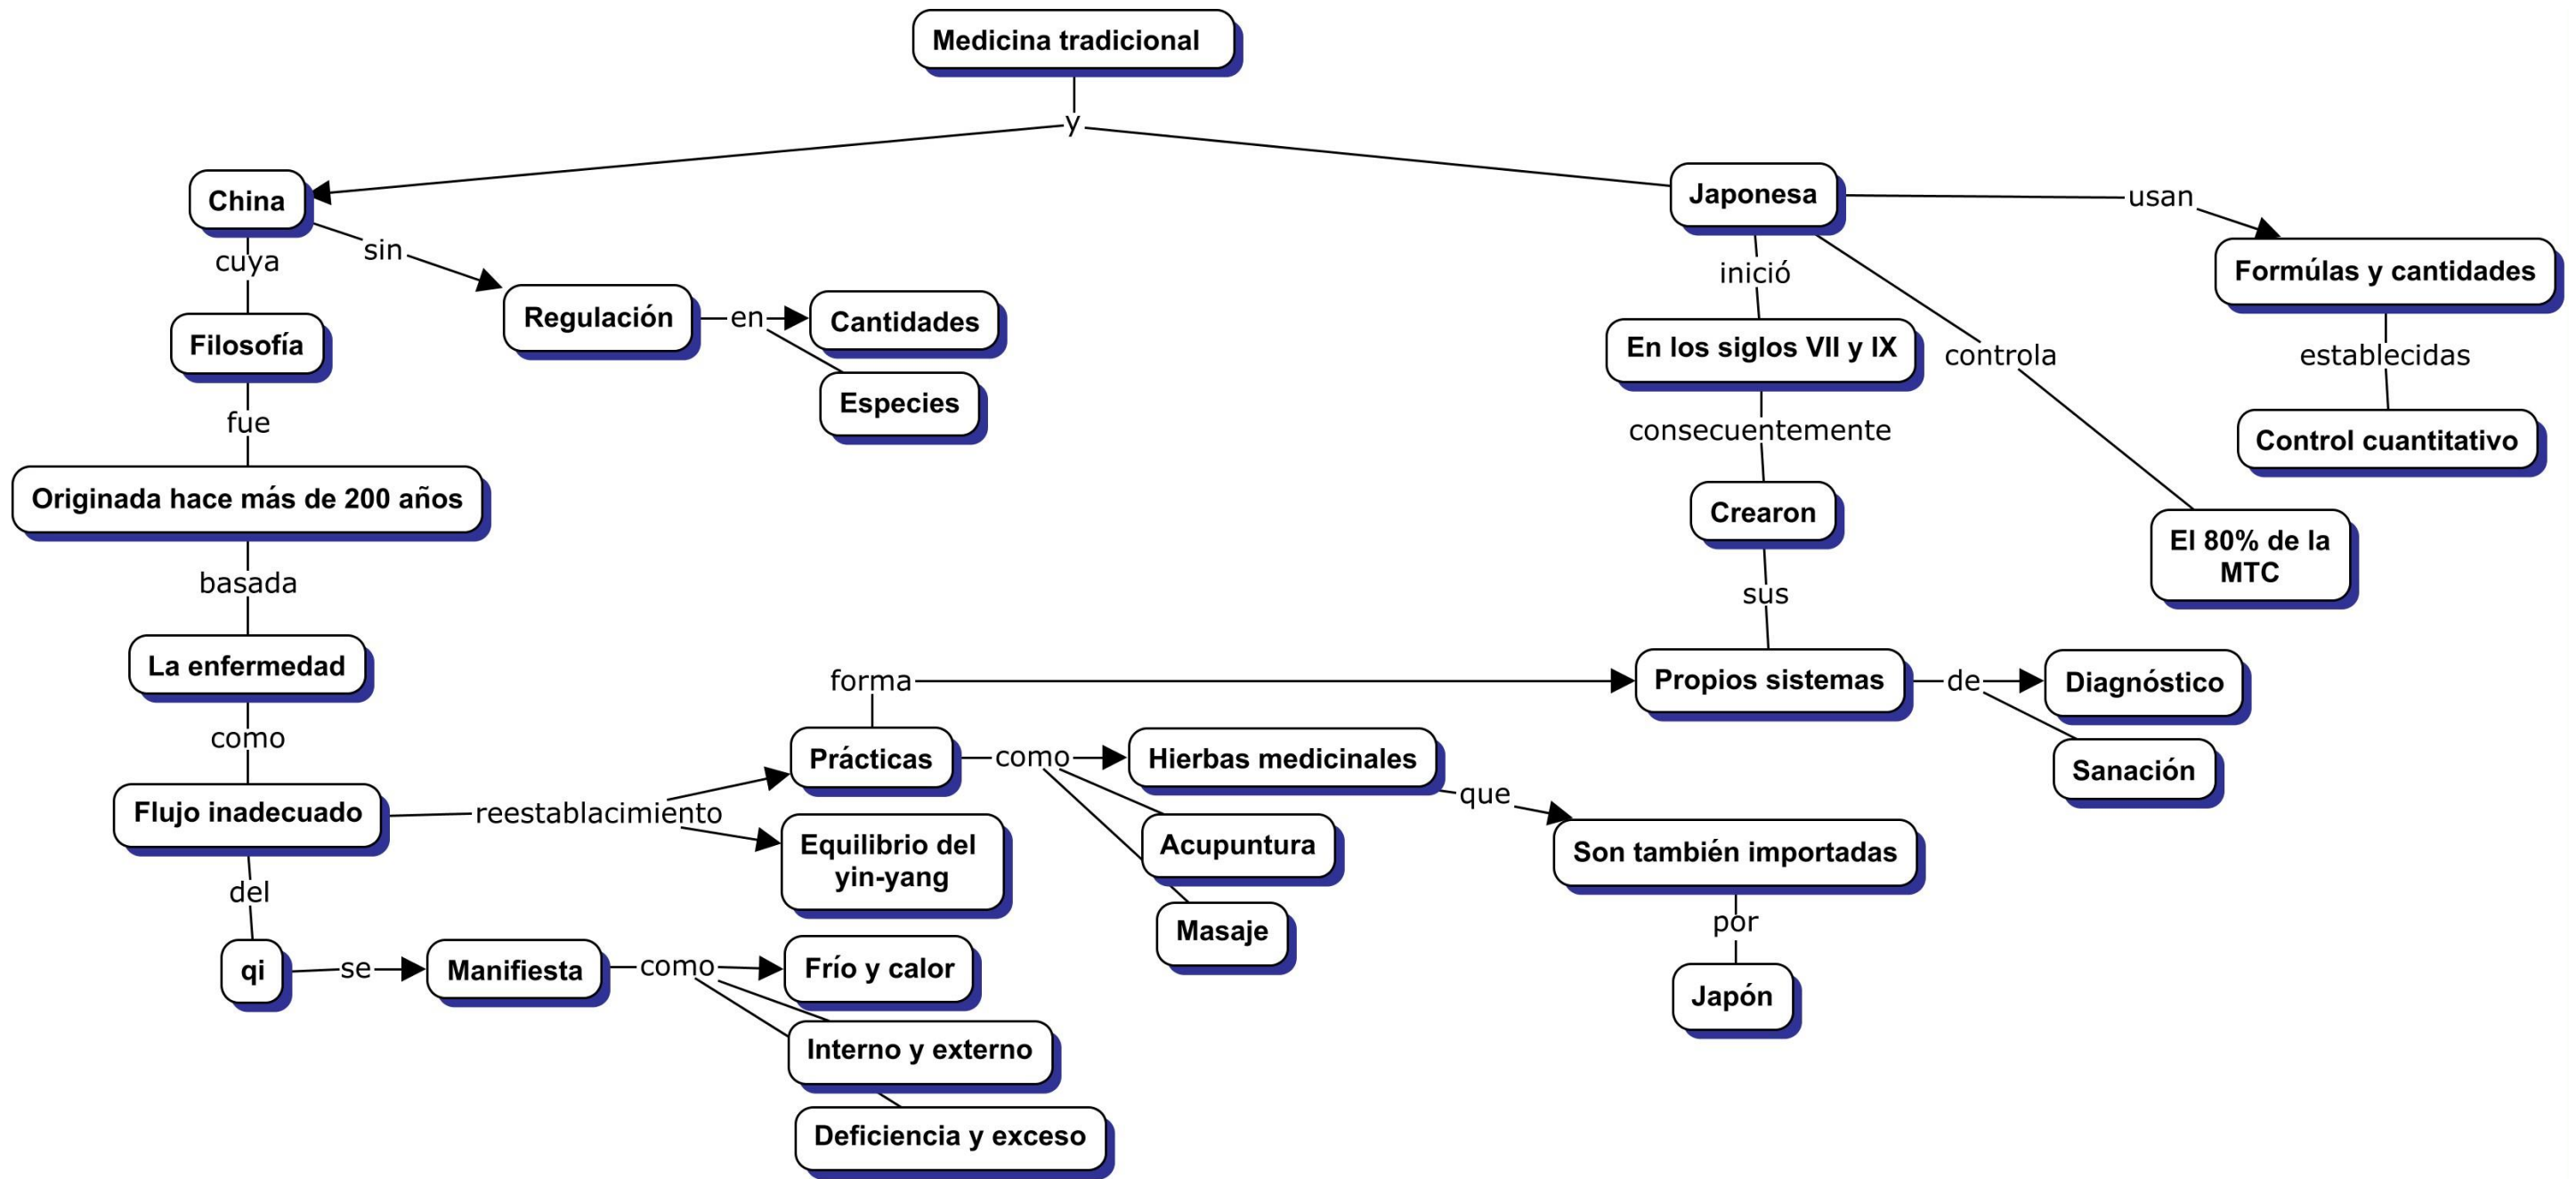 Medicina tradicional
y
China
Japonesa
usan
sin
cuya
inició
Formúlas y cantidades
Regulación
en
Cantidades
Filosofía
En los siglos VII y IX
controla
establecidas
Especies
fue
consecuentemente
Control cuantitativo
Originada hace más de 200 años
Crearon
El 80% de la
MTC
basada
sus
La enfermedad
forma
Propios sistemas
de
Diagnóstico
como
Prácticas
como
Hierbas medicinales
Sanación
Flujo inadecuado
reestablacimiento
que
Equilibrio del
yin-yang
Acupuntura
Son también importadas
del
Masaje
por
qi
se
Manifiesta
como
Frío y calor
Japón
Interno y externo
Deficiencia y exceso